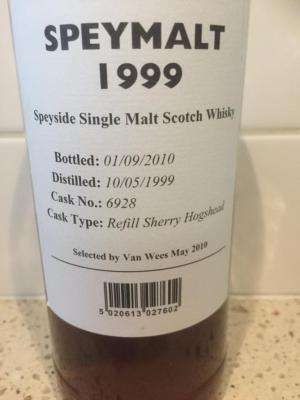 SPEYMALT
1999
Speyside Single Malt Scotch Whisky
Bottled: 01/09/2010
Distilled: 10/05/1999
Cask No.: 6928
Cask Type: Refill Sherry Hogshead
Selected by Van Wees May 2010
5 020613 027602